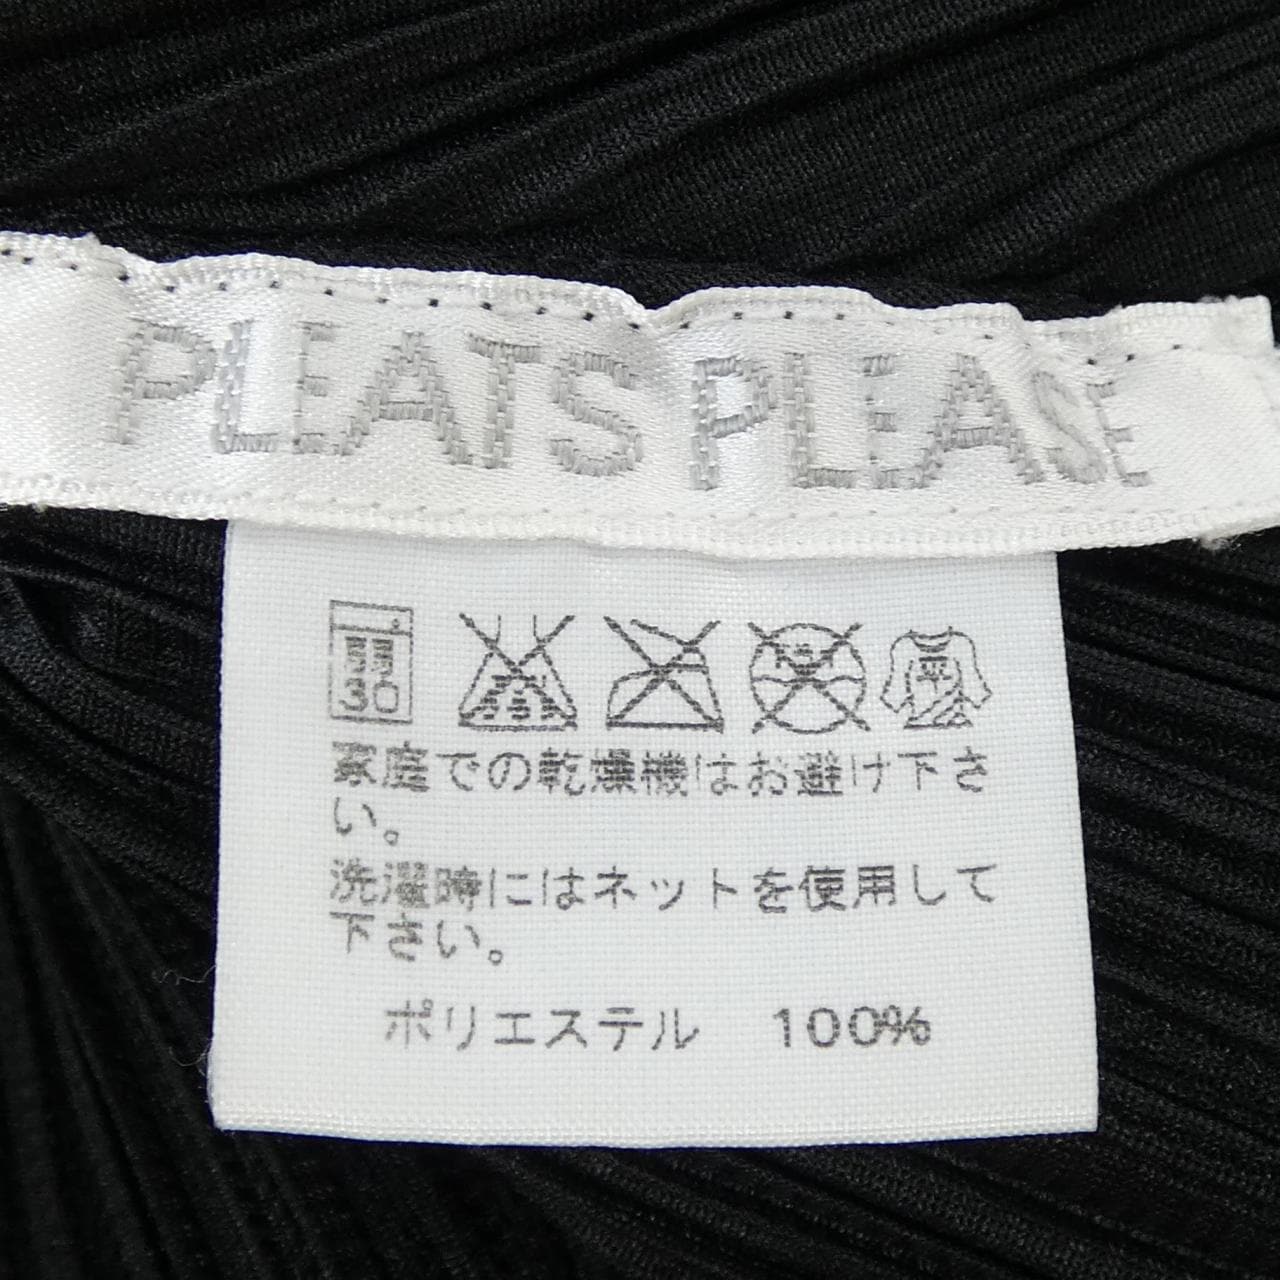 PLEATS PLEASE
弱
30
平
家庭での乾燥機はお避け下さ
い。
洗濯時にはネットを使用して
下さい。
ポリエステル 100%